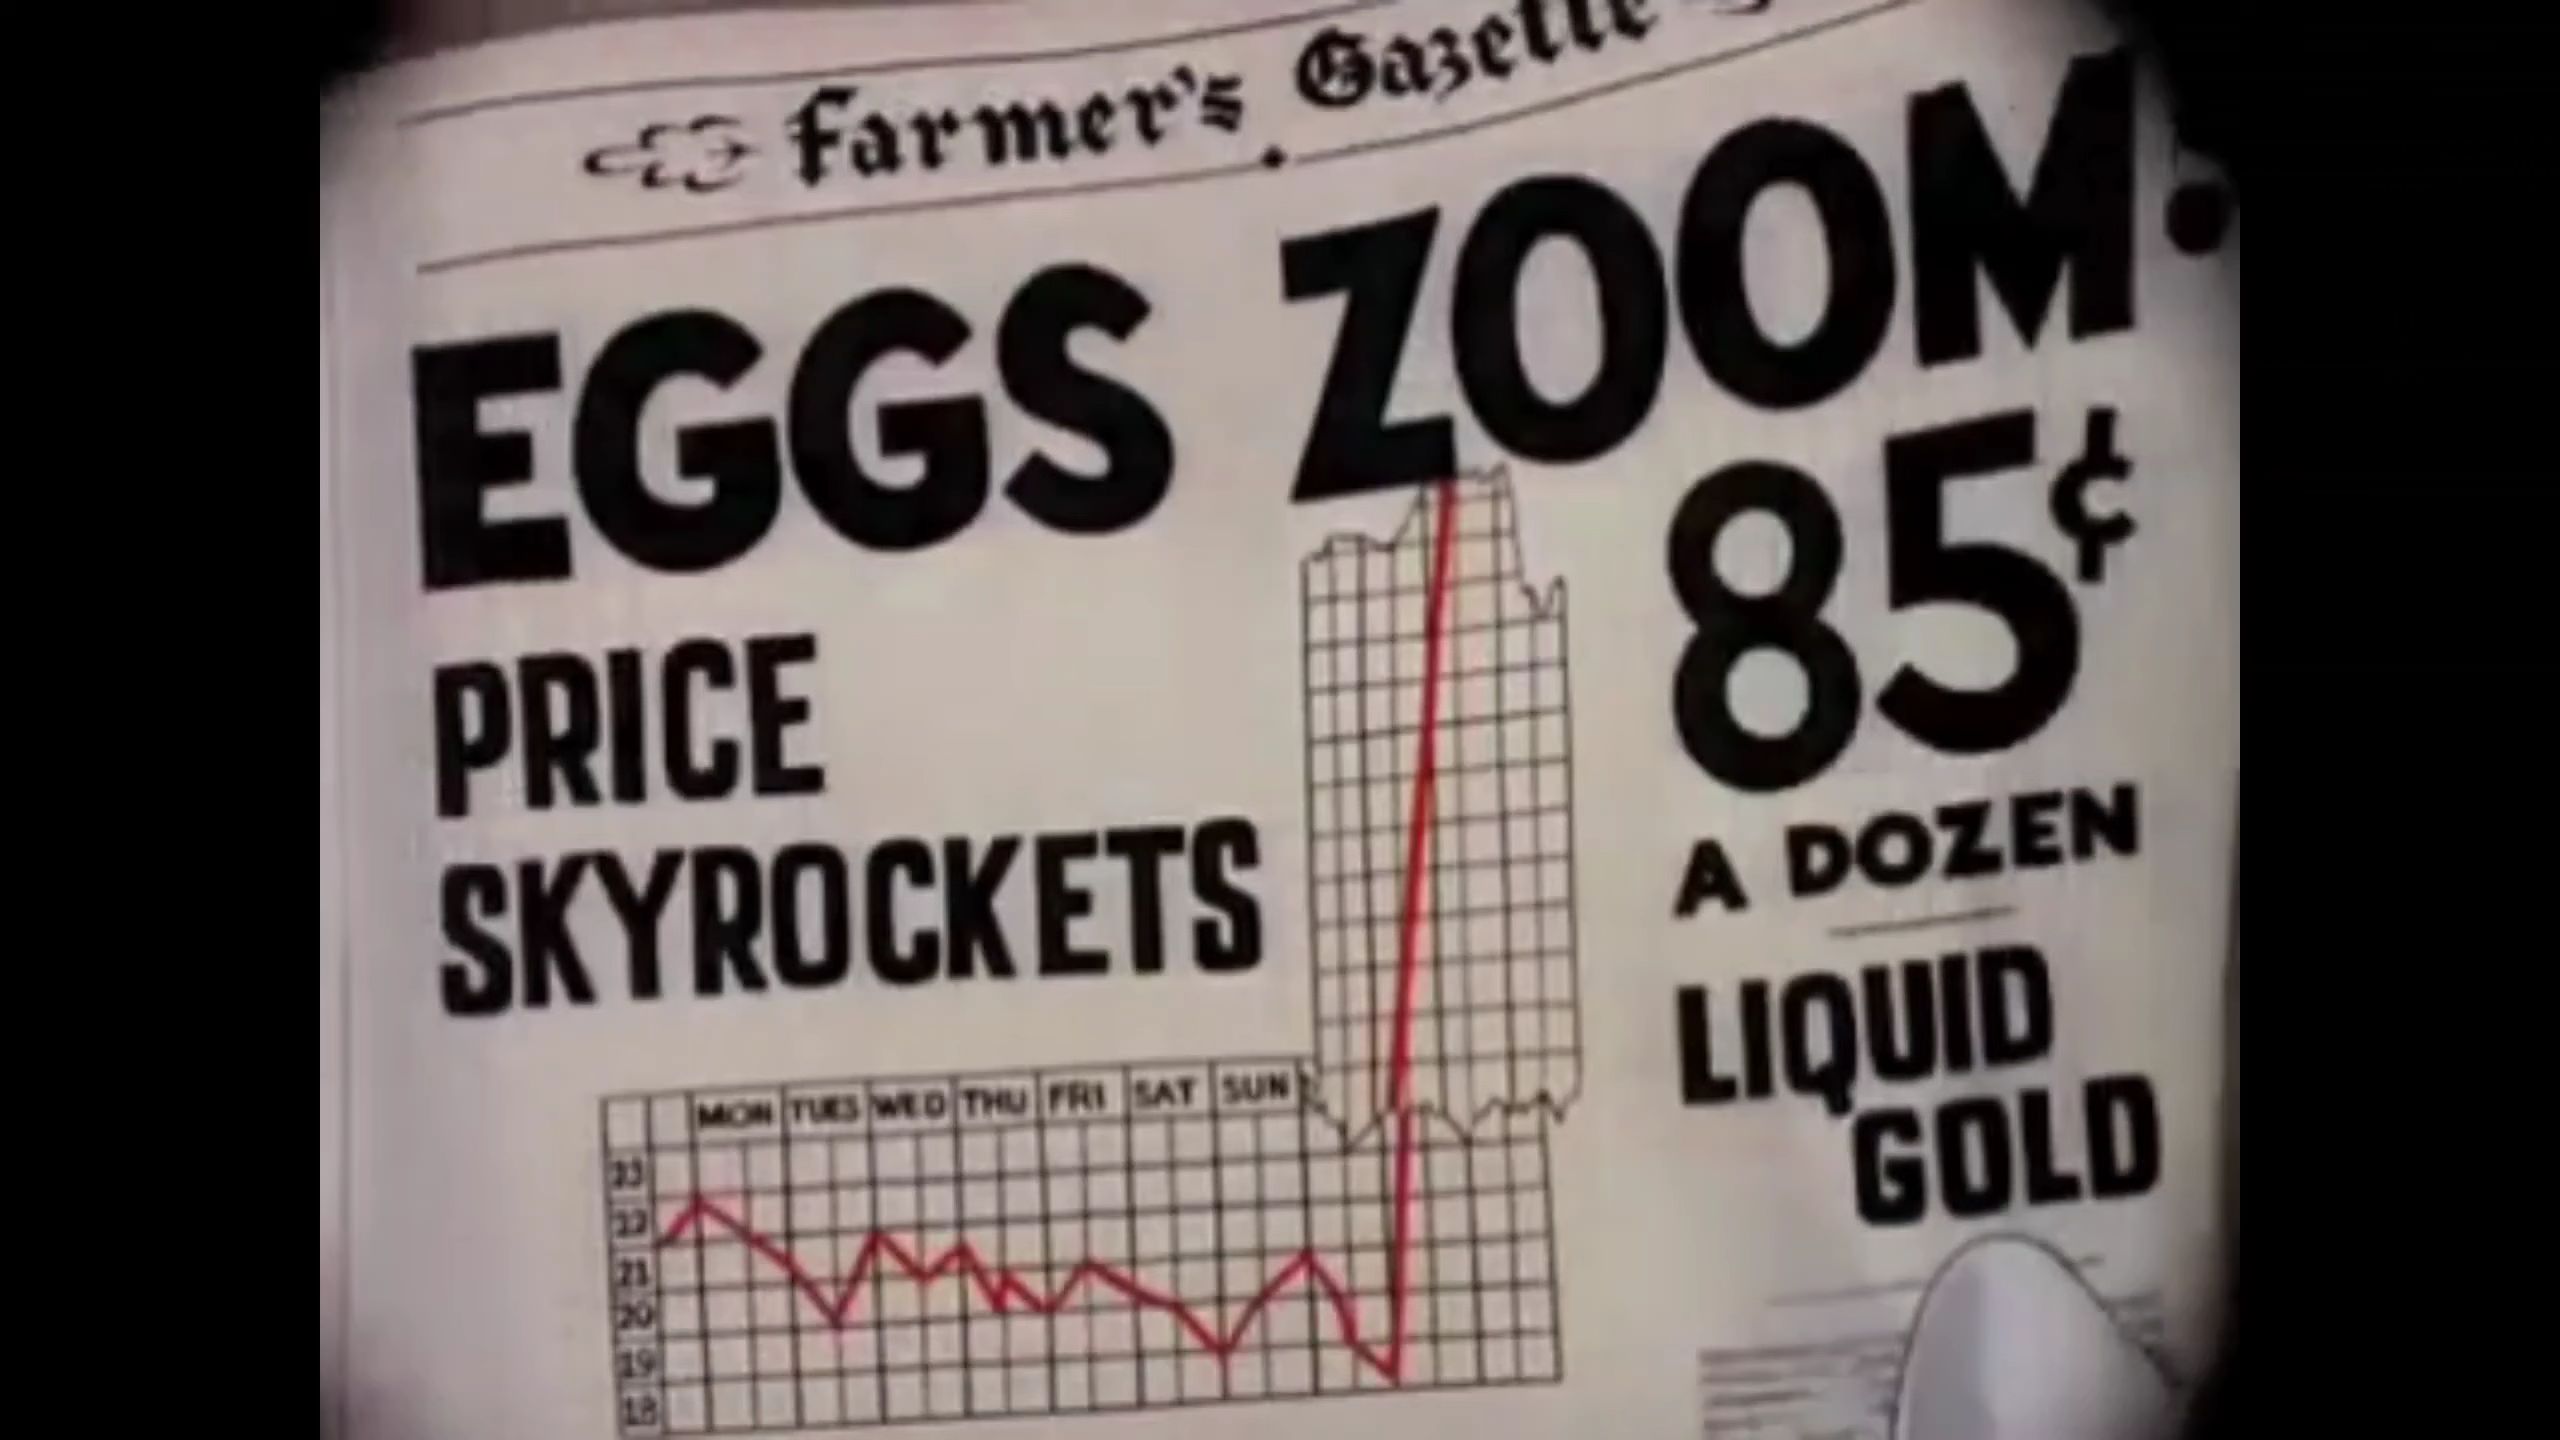 Farmer's Gazette
EGGS ZOOM.
PRICE
SKYROCKETS
85¢
A DOZEN
LIQUID
GOLD
MON TUES WED THU FRI SAT SUN
23
22
21
20
19
18